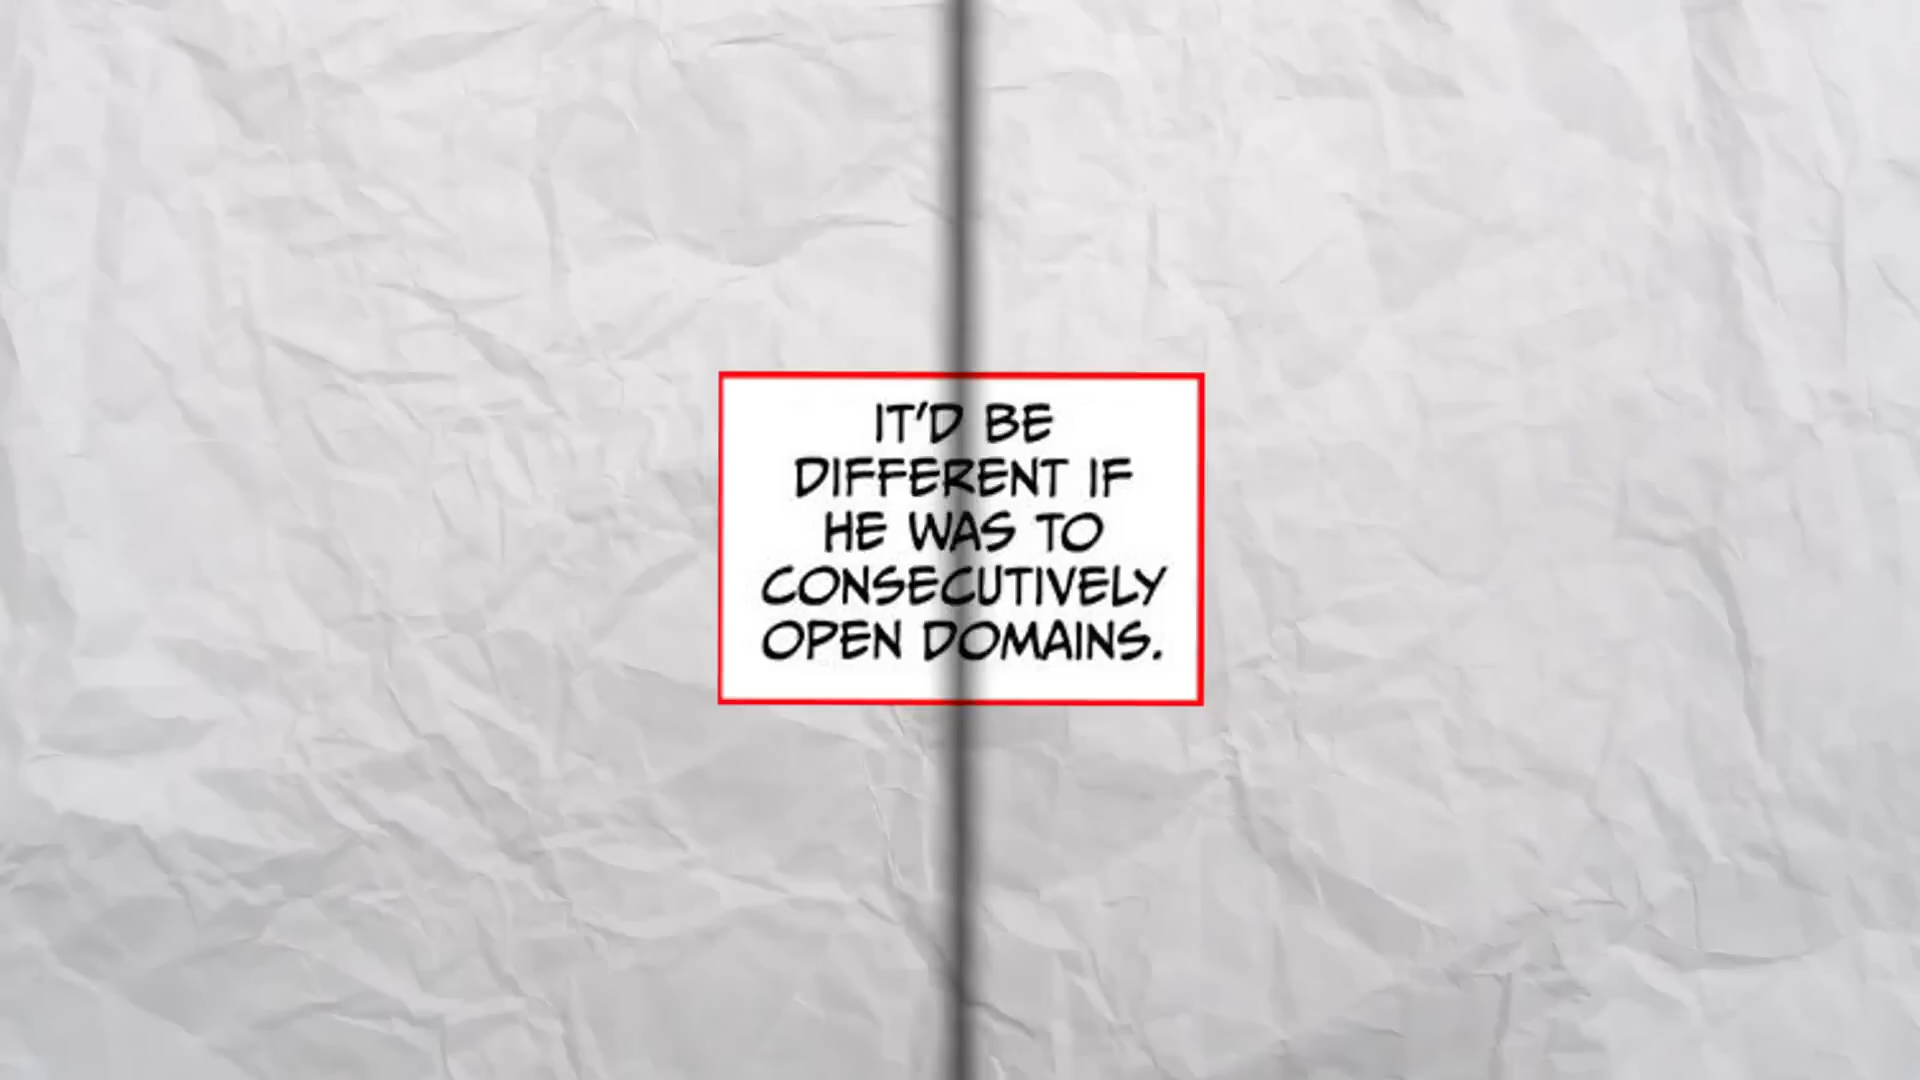 IT'D BE
DIFFERENT IF
HE WAS TO
CONSECUTIVELY
OPEN DOMAINS.